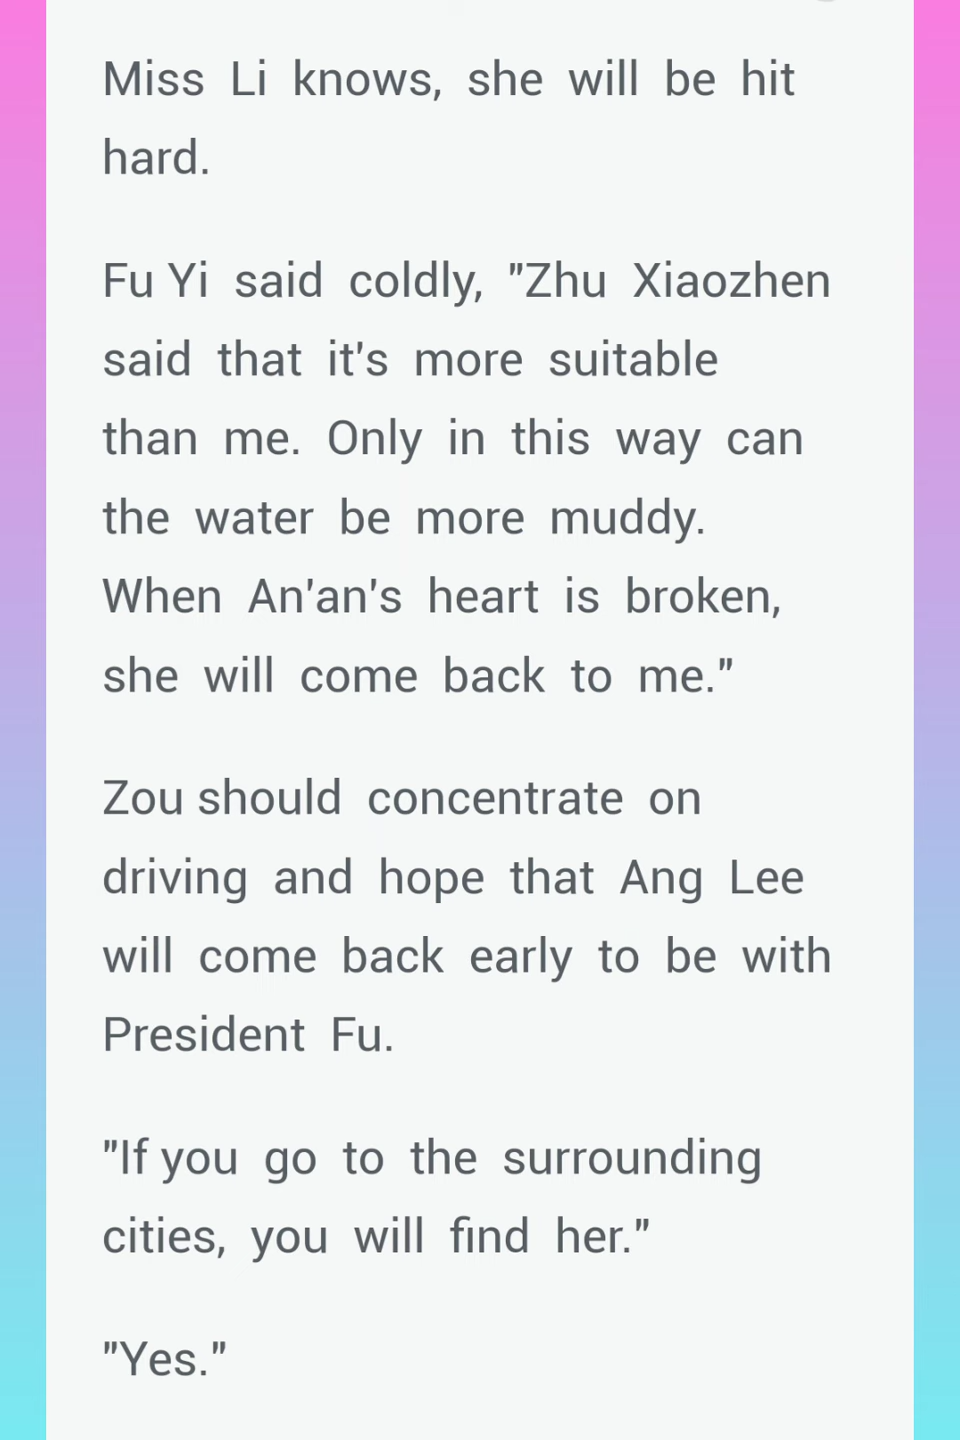 Miss Li knows, she will be hit
hard.
Fu Yi said coldly, "Zhu Xiaozhen
said that it's more suitable
than me. Only in this way can
the water be more muddy.
When An'an's heart is broken,
she will come back to me."
Zou should concentrate on
driving and hope that Ang Lee
will come back early to be with
President Fu.
"If you go to the surrounding
cities, you will find her."
"Yes."